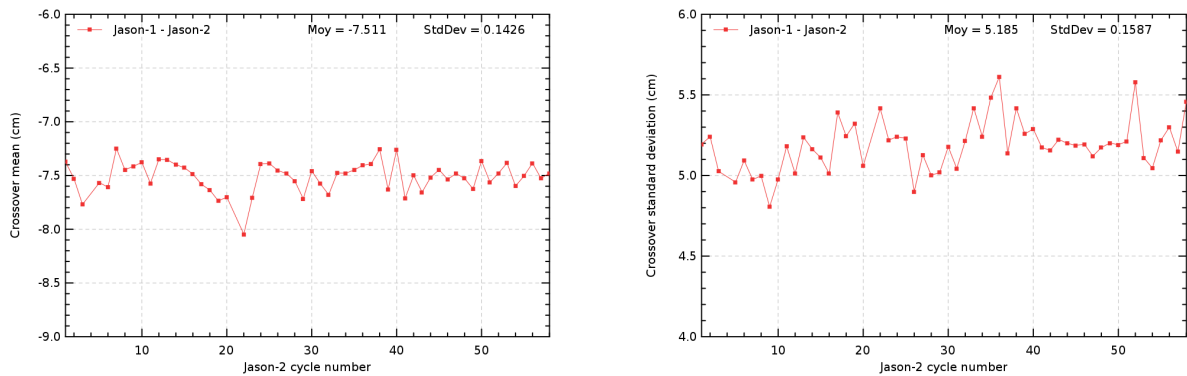 -6.0
-6.5
-7.0
-7.5
-8.0
-8.5
-9.0
Crossover mean (cm)
Jason-1 - Jason-2 Moy = -7.511 StdDev = 0.1426
10 20 30 40 50
Jason-2 cycle number
6.0
5.5
5.0
4.5
4.0
Crossover standard deviation (cm)
Jason-1 - Jason-2 Moy = 5.185 StdDev = 0.1587
10 20 30 40 50
Jason-2 cycle number